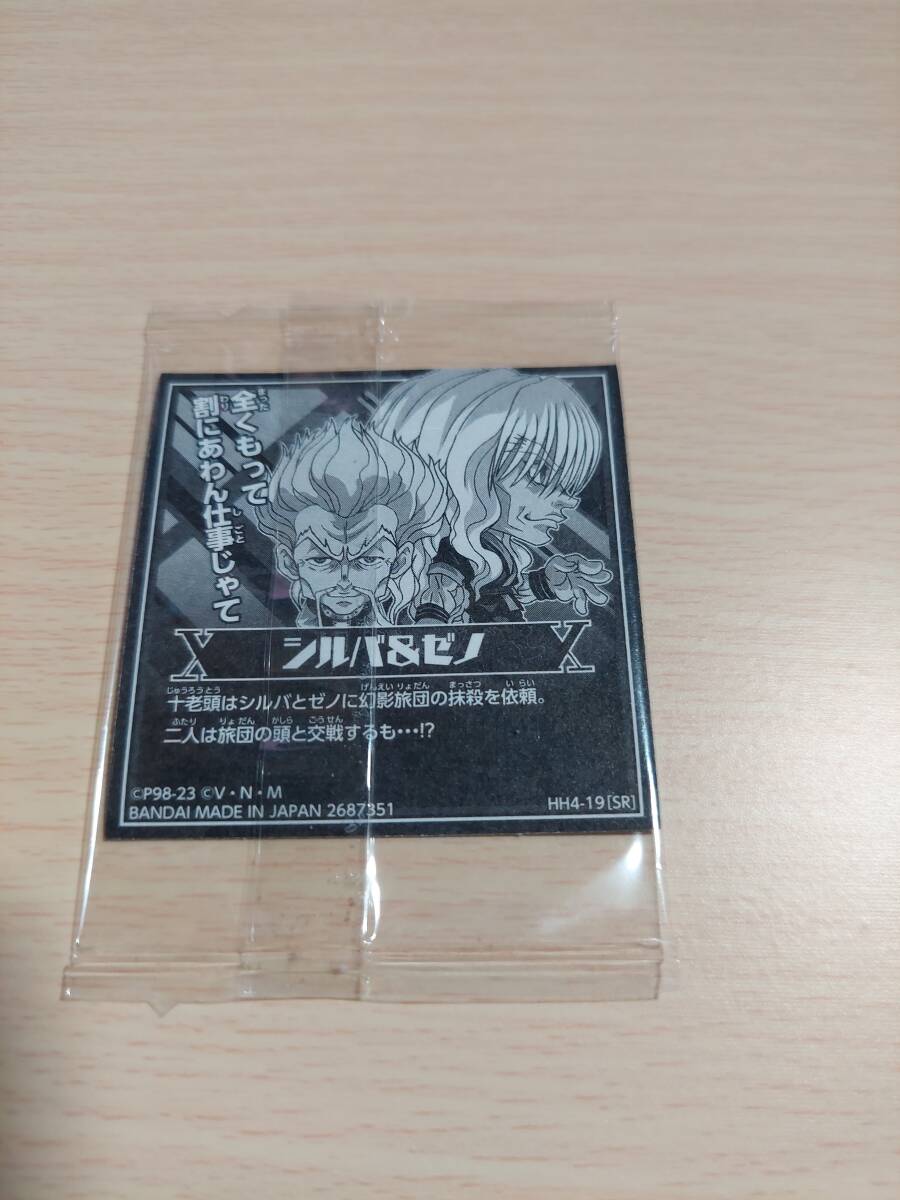 全くもって
割にあわん仕事じゃて
X シルバ&ゼノ X
十老頭はシルバとゼノに幻影旅団の抹殺を依頼。
二人は旅団の頭と交戦するも…!?
©P98-23 ©V・N・M
BANDAI MADE IN JAPAN 2687351
HH4-19[SR]